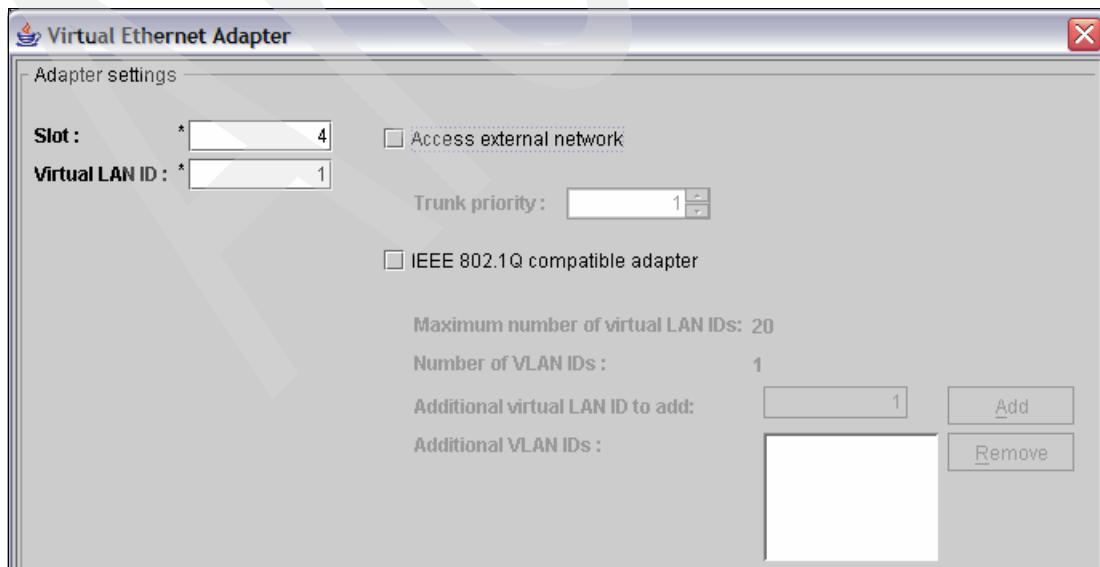 Virtual Ethernet Adapter
Adapter settings
Slot : * 4
Virtual LAN ID : * 1
Access external network
Trunk priority : 1
IEEE 802.1Q compatible adapter
Maximum number of virtual LAN IDs: 20
Number of VLAN IDs : 1
Additional virtual LAN ID to add: 1 Add
Additional VLAN IDs : Remove